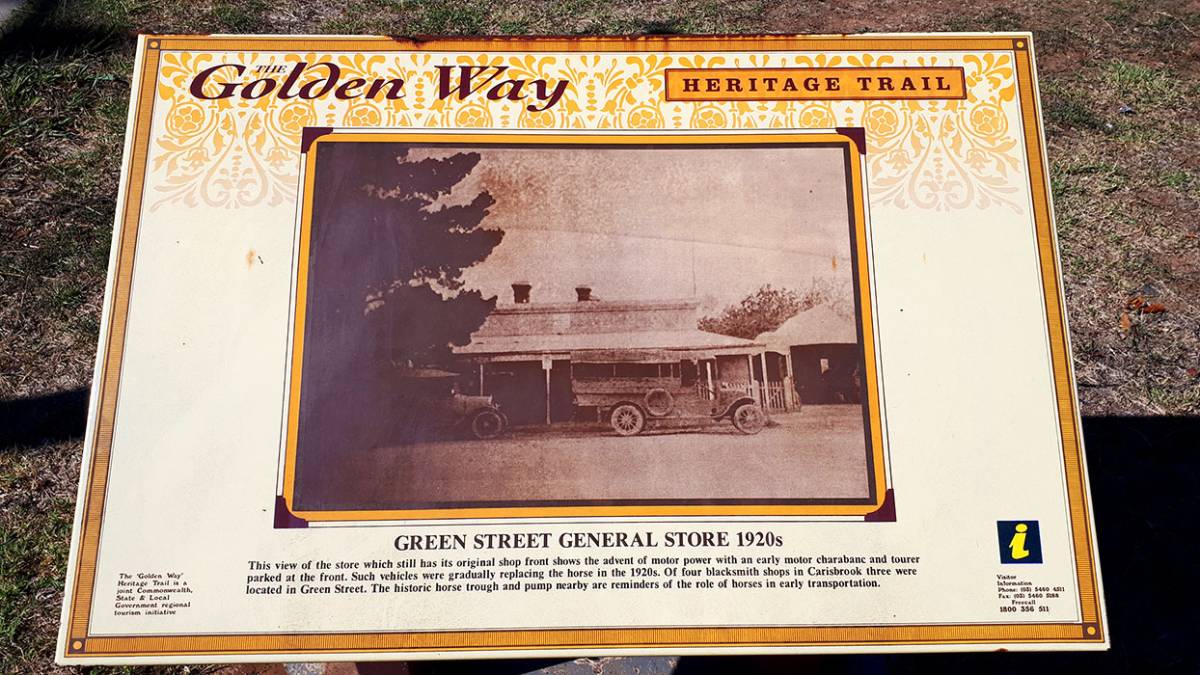 THE
Golden Way
HERITAGE TRAIL
GREEN STREET GENERAL STORE 1920s
This view of the store which still has its original shop front shows the advent of motor power with an early motor charabanc and tourer
parked at the front. Such vehicles were gradually replacing the horse in the 1920s. Of four blacksmith shops in Carisbrook three were
located in Green Street. The historic horse trough and pump nearby are reminders of the role of horses in early transportation.
The 'Golden Way'
Heritage Trail is a
joint Commonwealth,
State & Local
Government regional
tourism initiative
i
Visitor
Information
Phone: (03) 5460 4511
Fax: (03) 5460 5188
Freecall
1800 356 511